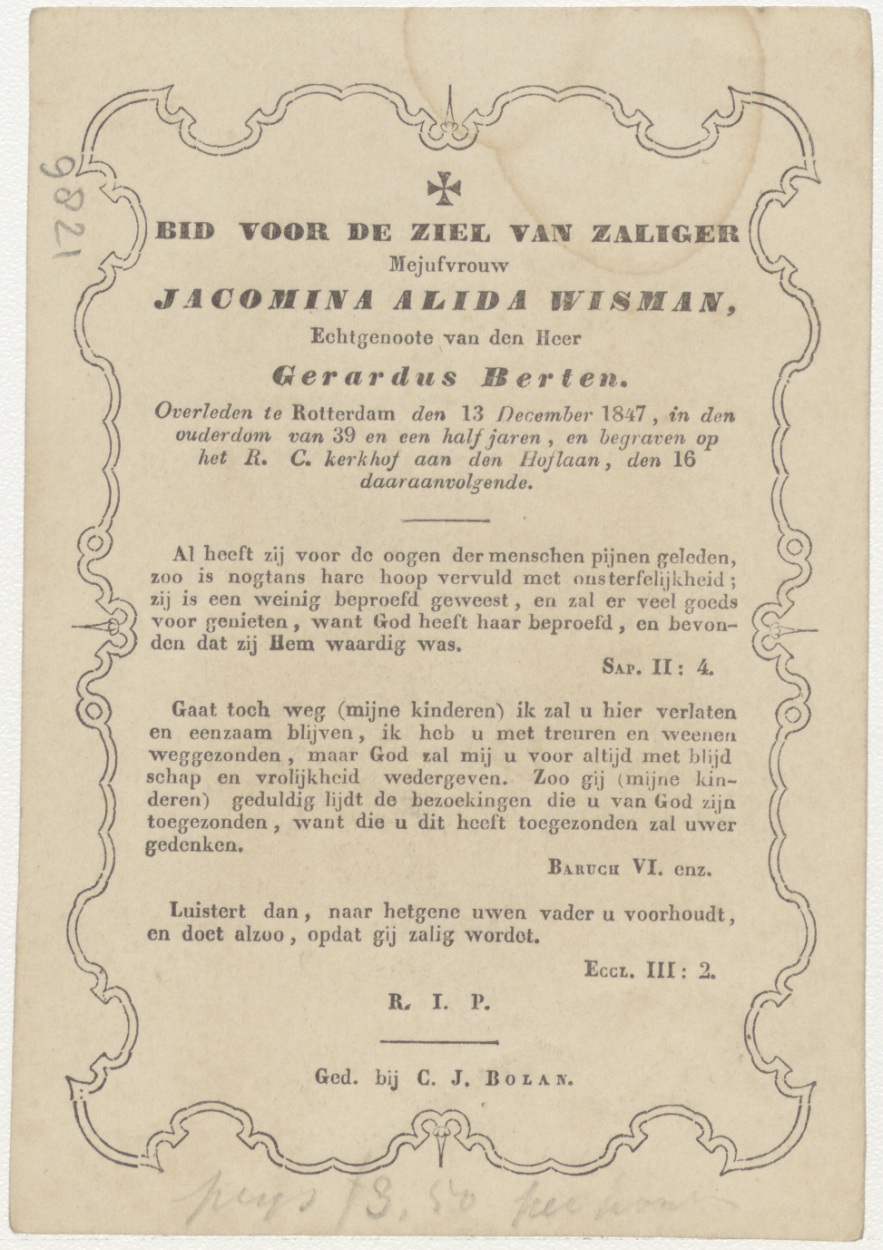 BID VOOR DE ZIEL VAN ZALIGER
Mejufvrouw
JACOMINA ALIDA WISMAN,
Echtgenoote van den Heer
Gerardus Berten.
Overleden te Rotterdam den 13 December 1847, in den
ouderdom van 39 en een half jaren, en begraven op
het R. C. kerkhof aan den Hoflaan, den 16
daaraanvolgende.
Al heeft zij voor de oogen der menschen pijnen geleden,
zoo is nogtans hare hoop vervuld met onsterfelijkheid;
zij is een weinig beproefd geweest, en zal er veel goeds
voor genieten, want God heeft haar beproefd, en bevon-
den dat zij Hem waardig was.
SAP. II: 4.
Gaat toch weg (mijne kinderen) ik zal u hier verlaten
en eenzaam blijven, ik heb u met treuren en weenen
weggezonden, maar God zal mij u voor altijd met blijd
schap en vrolijkheid wedergeven. Zoo gij (mijne kin-
deren) geduldig lijdt de bezoekingen die u van God zijn
toegezonden, want die u dit heeft toegezonden zal uwer
gedenken.
BARUCH VI. enz.
Luistert dan, naar hetgene uwen vader u voorhoudt,
en doet alzoo, opdat gij zalig wordet.
ECCL. III: 2.
R. I. P.
Ged. bij C. J. BOLAN.
9821